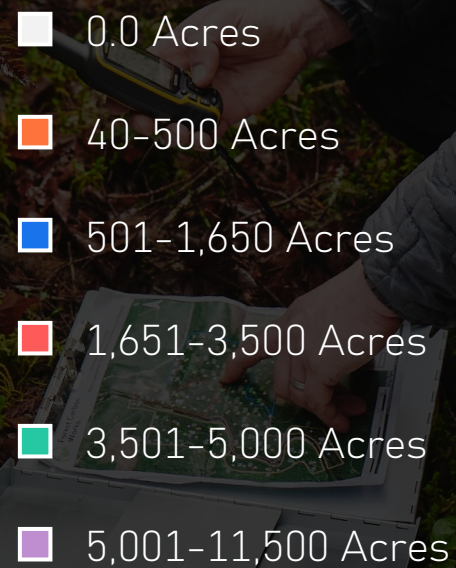 0.0 Acres
40-500 Acres
501-1,650 Acres
1,651-3,500 Acres
3,501-5,000 Acres
5,001-11,500 Acres